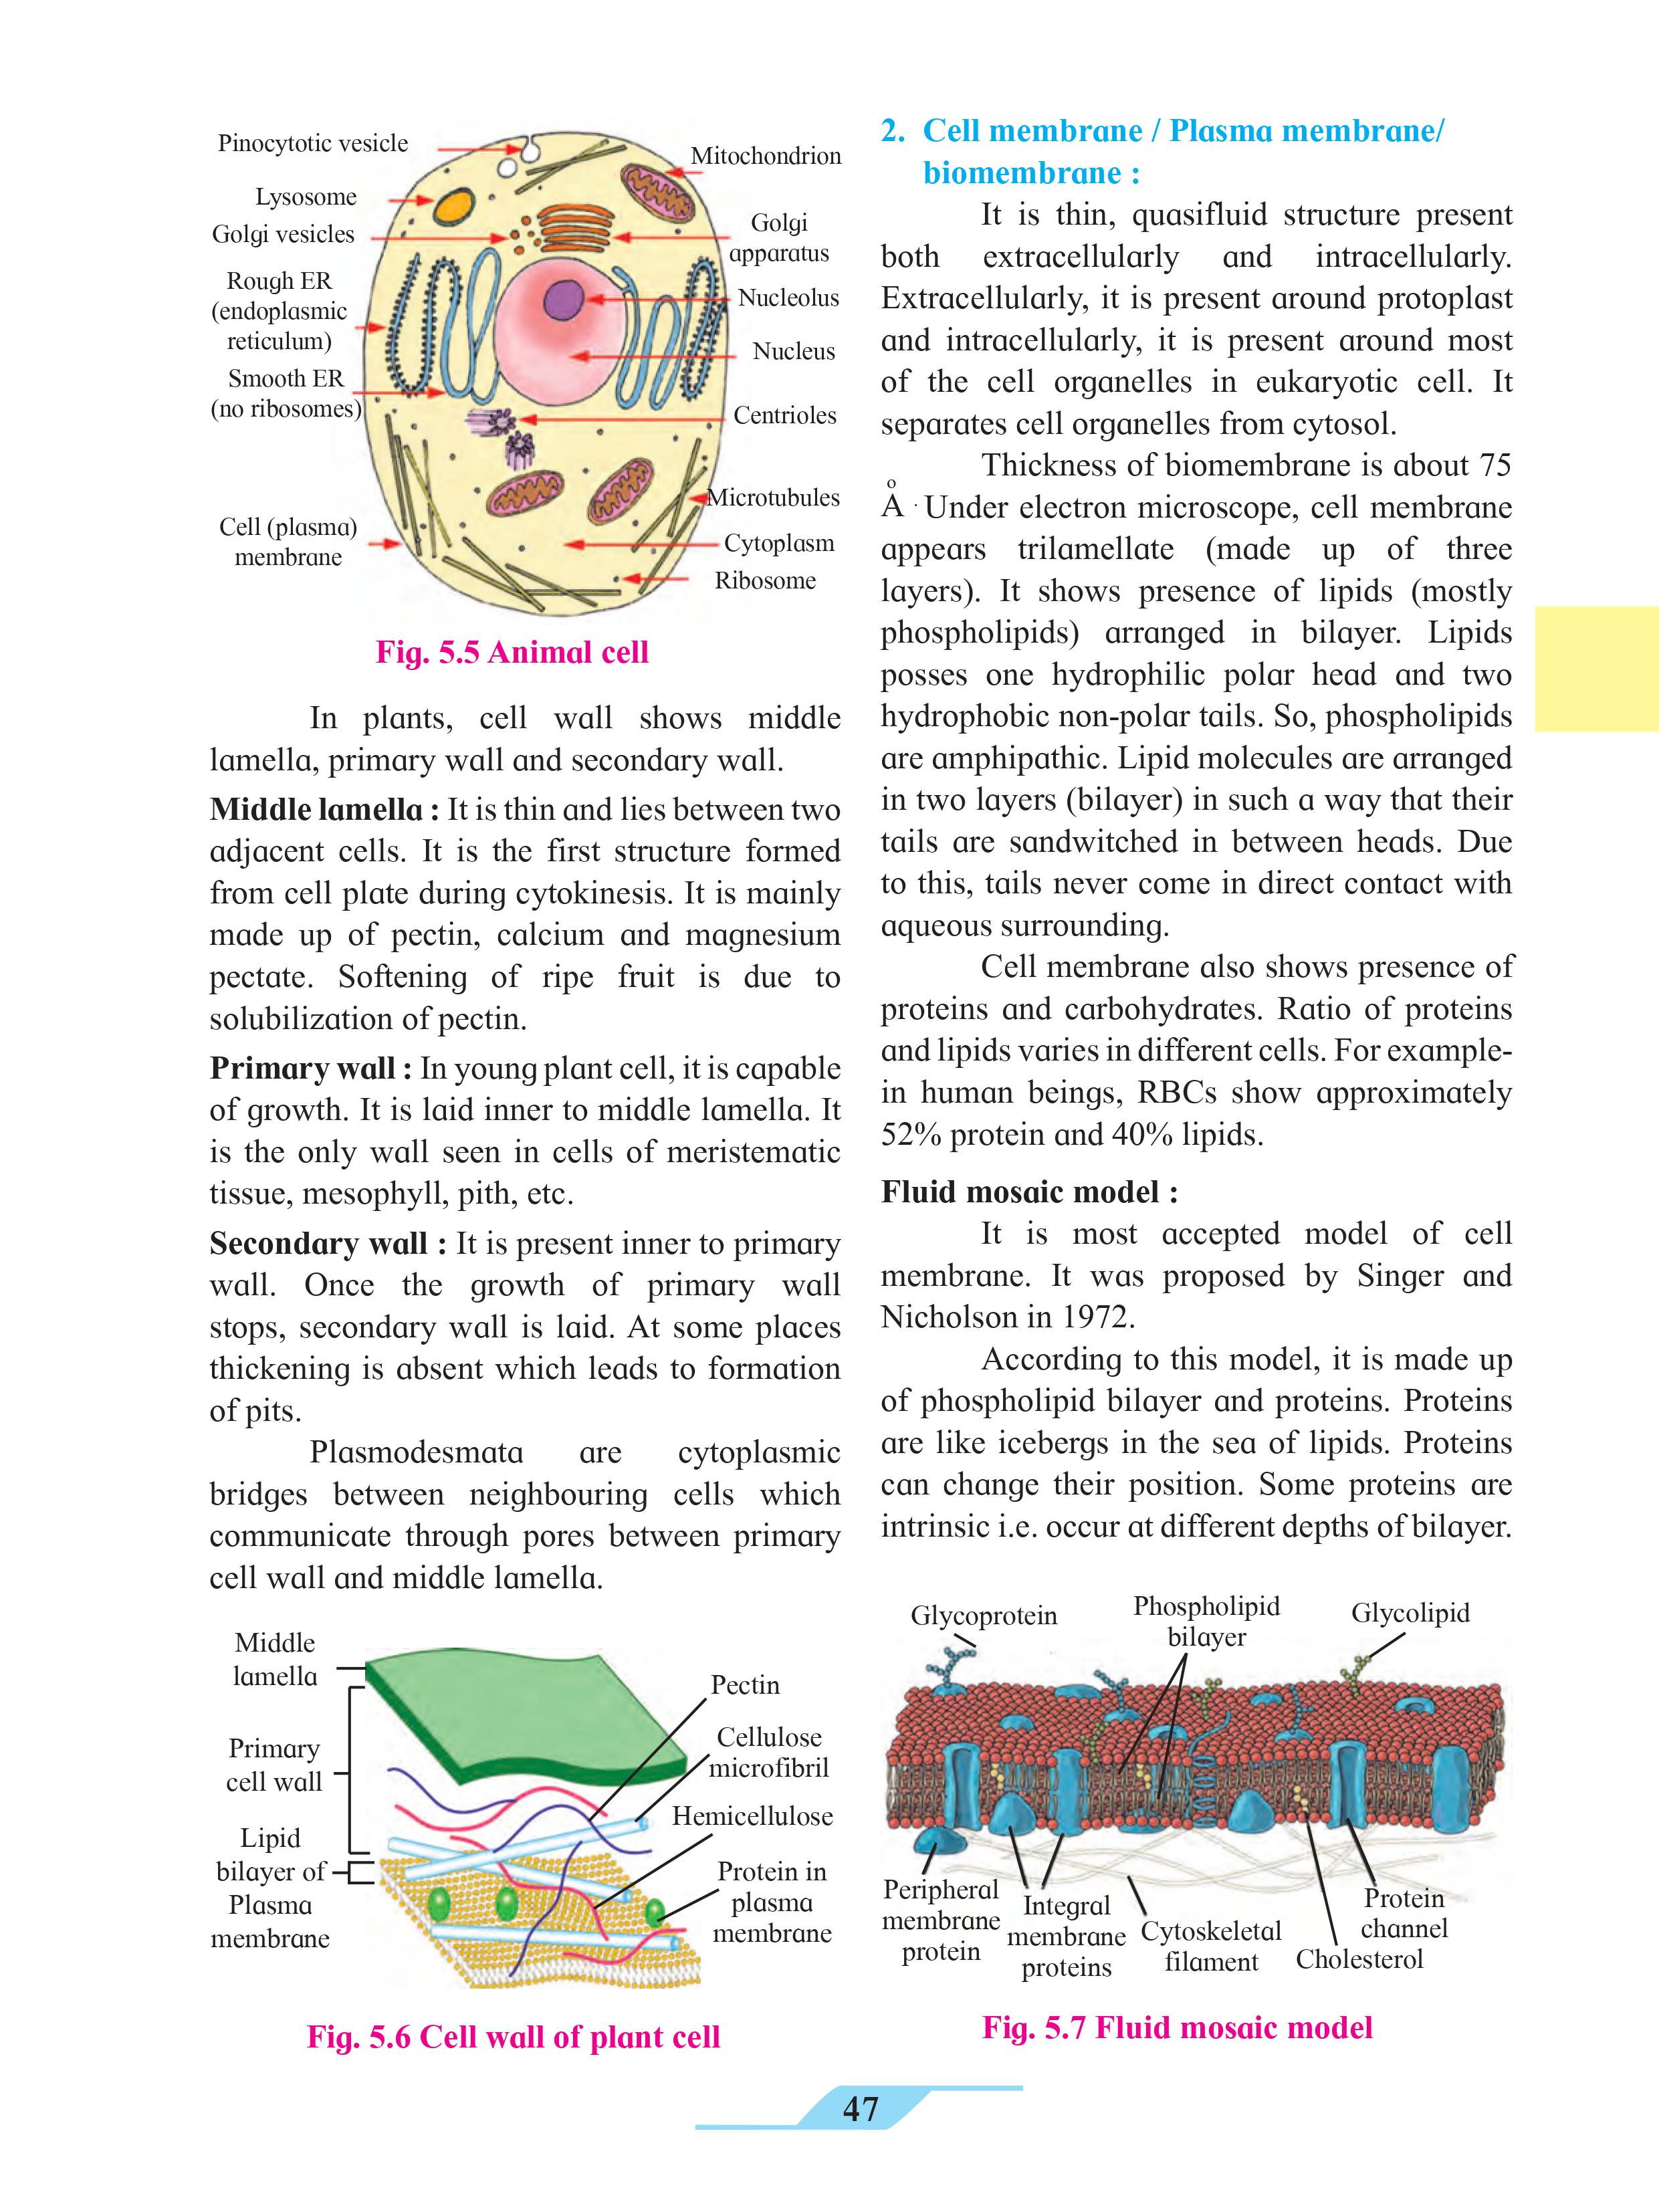 Pinocytotic vesicle
Lysosome
Golgi vesicles
Rough ER
(endoplasmic
reticulum)
Smooth ER
(no ribosomes)
Cell (plasma)
membrane
Mitochondrion
Golgi
apparatus
Nucleolus
Nucleus
Centrioles
Microtubules
Cytoplasm
Ribosome
Fig. 5.5 Animal cell
In plants, cell wall shows middle
lamella, primary wall and secondary wall.
Middle lamella : It is thin and lies between two
adjacent cells. It is the first structure formed
from cell plate during cytokinesis. It is mainly
made up of pectin, calcium and magnesium
pectate. Softening of ripe fruit is due to
solubilization of pectin.
Primary wall : In young plant cell, it is capable
of growth. It is laid inner to middle lamella. It
is the only wall seen in cells of meristematic
tissue, mesophyll, pith, etc.
Secondary wall : It is present inner to primary
wall. Once the growth of primary wall
stops, secondary wall is laid. At some places
thickening is absent which leads to formation
of pits.
Plasmodesmata are cytoplasmic
bridges between neighbouring cells which
communicate through pores between primary
cell wall and middle lamella.
Middle
lamella
Primary
cell wall
Lipid
bilayer of
Plasma
membrane
Pectin
Cellulose
microfibril
Hemicellulose
Protein in
plasma
membrane
Fig. 5.6 Cell wall of plant cell
2. Cell membrane / Plasma membrane/
biomembrane :
It is thin, quasifluid structure present
both extracellularly and intracellularly.
Extracellularly, it is present around protoplast
and intracellularly, it is present around most
of the cell organelles in eukaryotic cell. It
separates cell organelles from cytosol.
Thickness of biomembrane is about 75
Å . Under electron microscope, cell membrane
appears trilamellate (made up of three
layers). It shows presence of lipids (mostly
phospholipids) arranged in bilayer. Lipids
posses one hydrophilic polar head and two
hydrophobic non-polar tails. So, phospholipids
are amphipathic. Lipid molecules are arranged
in two layers (bilayer) in such a way that their
tails are sandwitched in between heads. Due
to this, tails never come in direct contact with
aqueous surrounding.
Cell membrane also shows presence of
proteins and carbohydrates. Ratio of proteins
and lipids varies in different cells. For example-
in human beings, RBCs show approximately
52% protein and 40% lipids.
Fluid mosaic model :
It is most accepted model of cell
membrane. It was proposed by Singer and
Nicholson in 1972.
According to this model, it is made up
of phospholipid bilayer and proteins. Proteins
are like icebergs in the sea of lipids. Proteins
can change their position. Some proteins are
intrinsic i.e. occur at different depths of bilayer.
Glycoprotein
Phospholipid
bilayer
Glycolipid
Peripheral
membrane
protein
Integral
membrane
proteins
Cytoskeletal
filament
Cholesterol
Protein
channel
Fig. 5.7 Fluid mosaic model
47